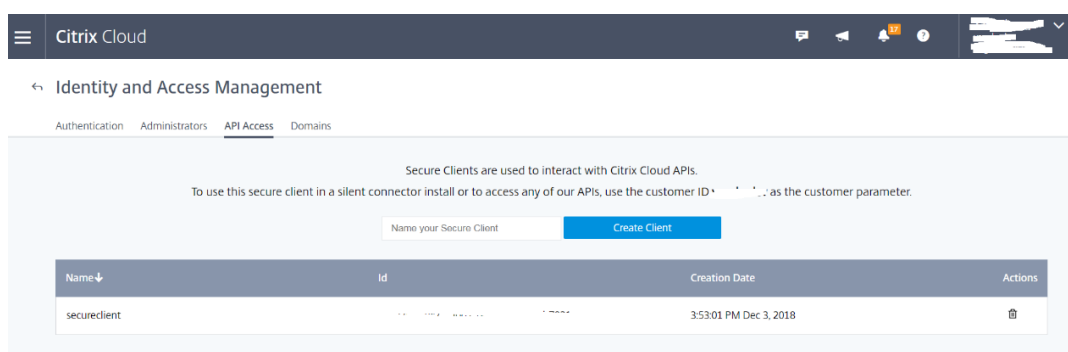 Citrix Cloud
17
Identity and Access Management
Authentication Administrators API Access Domains
Secure Clients are used to interact with Citrix Cloud APIs.
To use this secure client in a silent connector install or to access any of our APIs, use the customer ID as the customer parameter.
Name your Secure Client Create Client
Name Id Creation Date Actions
secureclient 3:53:01 PM Dec 3, 2018